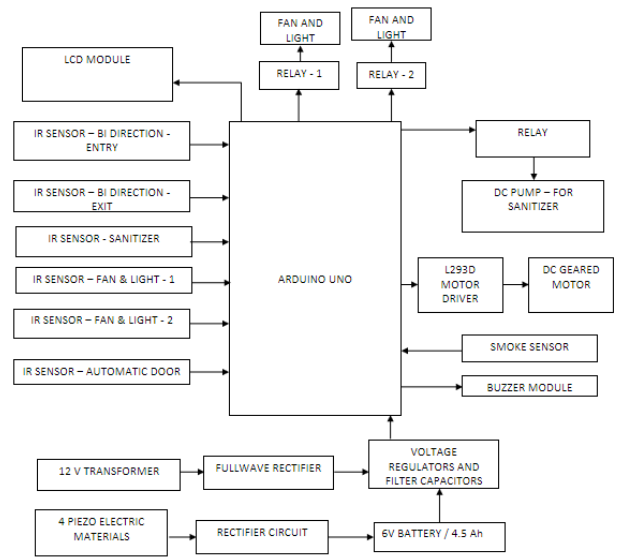 FAN AND
LIGHT
FAN AND
LIGHT
LCD MODULE
RELAY - 1
RELAY - 2
IR SENSOR – BI DIRECTION -
ENTRY
RELAY
IR SENSOR – BI DIRECTION -
EXIT
DC PUMP – FOR
SANITIZER
IR SENSOR - SANITIZER
IR SENSOR – FAN & LIGHT - 1
ARDUINO UNO
L293D
MOTOR
DRIVER
DC GEARED
MOTOR
IR SENSOR – FAN & LIGHT - 2
SMOKE SENSOR
IR SENSOR – AUTOMATIC DOOR
BUZZER MODULE
12 V TRANSFORMER
FULLWAVE RECTIFIER
VOLTAGE
REGULATORS AND
FILTER CAPACITORS
4 PIEZO ELECTRIC
MATERIALS
RECTIFIER CIRCUIT
6V BATTERY / 4.5 Ah